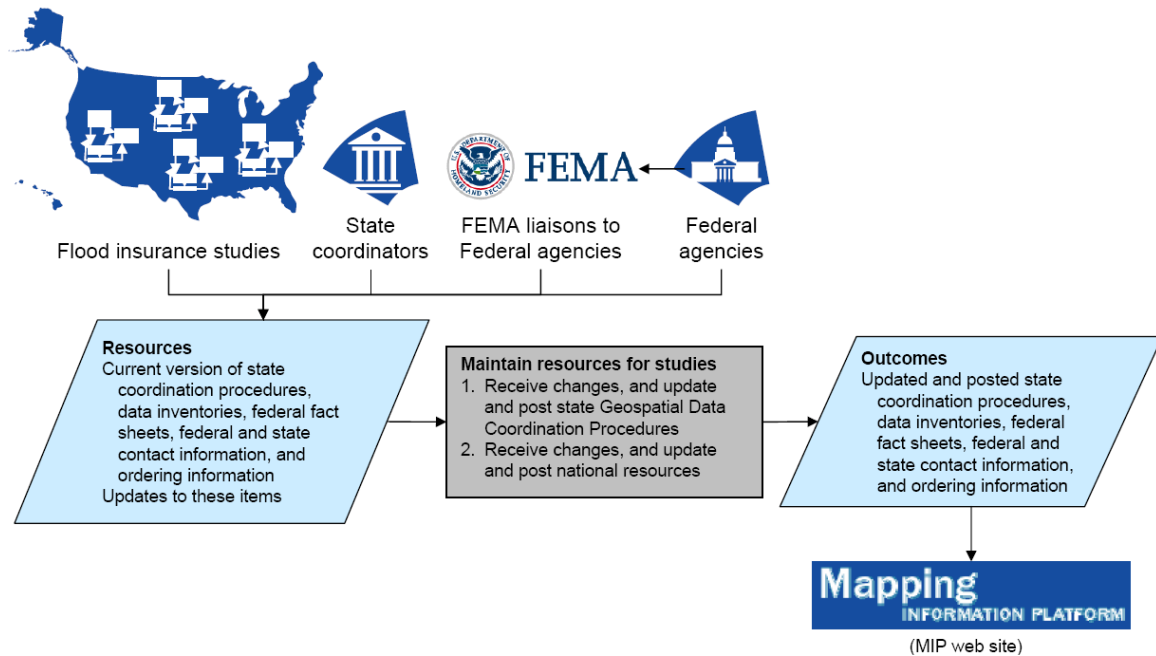 U.S. DEPARTMENT OF
HOMELAND SECURITY
FEMA
Flood insurance studies
State
coordinators
FEMA liaisons to
Federal agencies
Federal
agencies
Resources
Current version of state
coordination procedures,
data inventories, federal fact
sheets, federal and state
contact information, and
ordering information
Updates to these items
Maintain resources for studies
1. Receive changes, and update
and post state Geospatial Data
Coordination Procedures
2. Receive changes, and update
and post national resources
Outcomes
Updated and posted state
coordination procedures,
data inventories, federal
fact sheets, federal and
state contact information,
and ordering information
Mapping
INFORMATION PLATFORM
(MIP web site)